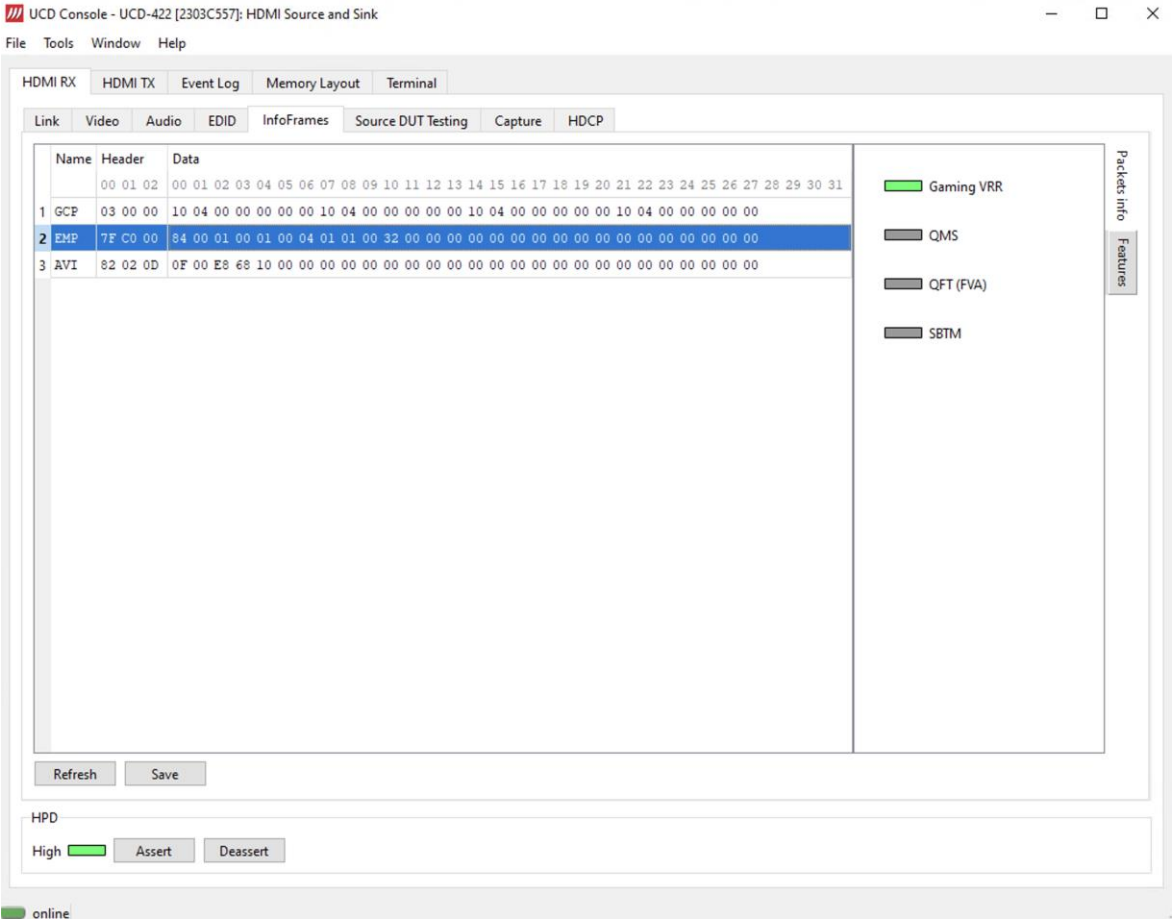 UCD Console - UCD-422 [2303C557]: HDMI Source and Sink
File Tools Window Help
HDMI RX HDMI TX Event Log Memory Layout Terminal
Link Video Audio EDID InfoFrames Source DUT Testing Capture HDCP
Name Header Data
00 01 02 00 01 02 03 04 05 06 07 08 09 10 11 12 13 14 15 16 17 18 19 20 21 22 23 24 25 26 27 28 29 30 31
1 GCP 03 00 00 10 04 00 00 00 00 00 10 04 00 00 00 00 00 10 04 00 00 00 00 00 10 04 00 00 00 00 00
2 EMP 7F C0 00 84 00 01 00 01 00 04 01 01 00 32 00 00 00 00 00 00 00 00 00 00 00 00 00 00 00 00 00
3 AVI 82 02 0D 0F 00 E8 68 10 00 00 00 00 00 00 00 00 00 00 00 00 00 00 00 00 00 00 00 00 00 00 00
Gaming VRR
QMS
QFT (FVA)
SBTM
Packets info
Features
Refresh Save
HPD
High Assert Deassert
online